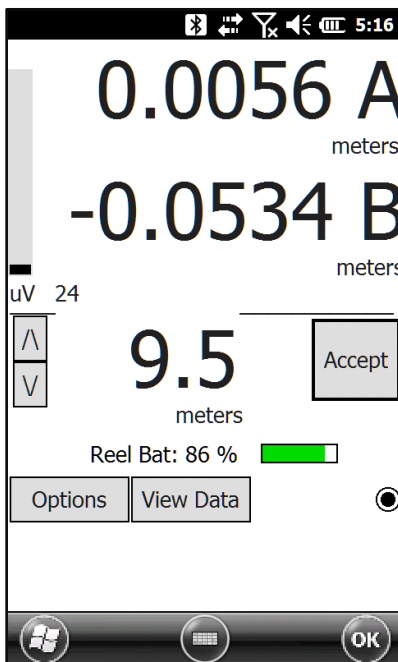 5:16
0.0056 A
meters
-0.0534 B
meters
uV 24
/\
9.5
Accept
\/
meters
Reel Bat: 86 %
Options
View Data
OK